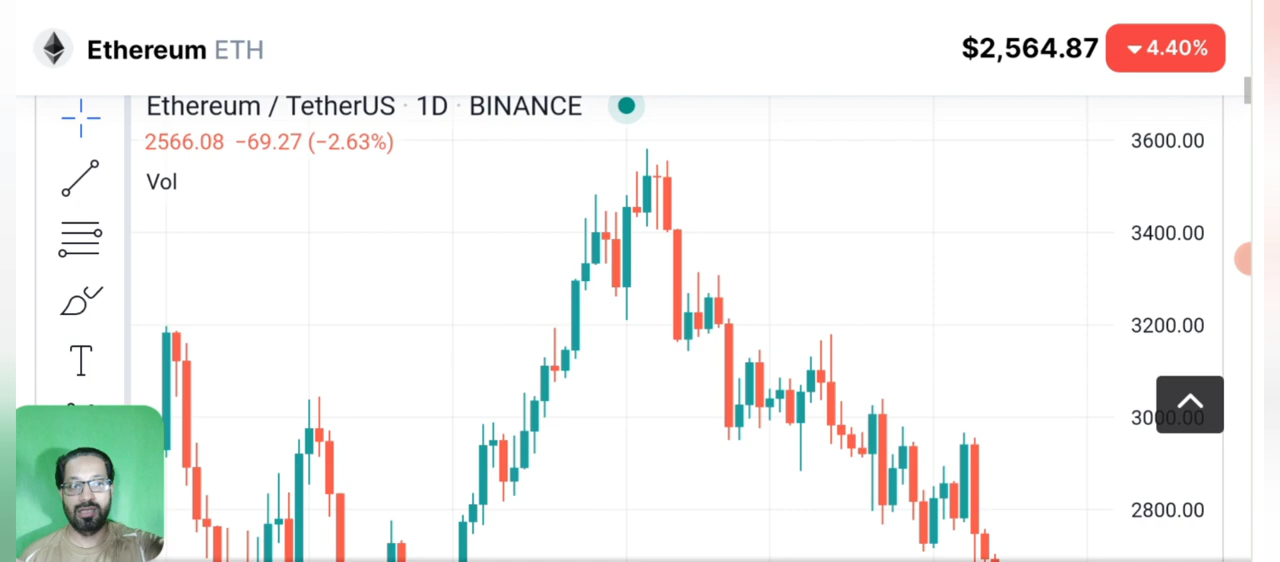 Ethereum ETH
$2,564.87 4.40%
Ethereum / TetherUS · 1D · BINANCE
2566.08 −69.27 (−2.63%)
Vol
T
3600.00
3400.00
3200.00
3000.00
2800.00